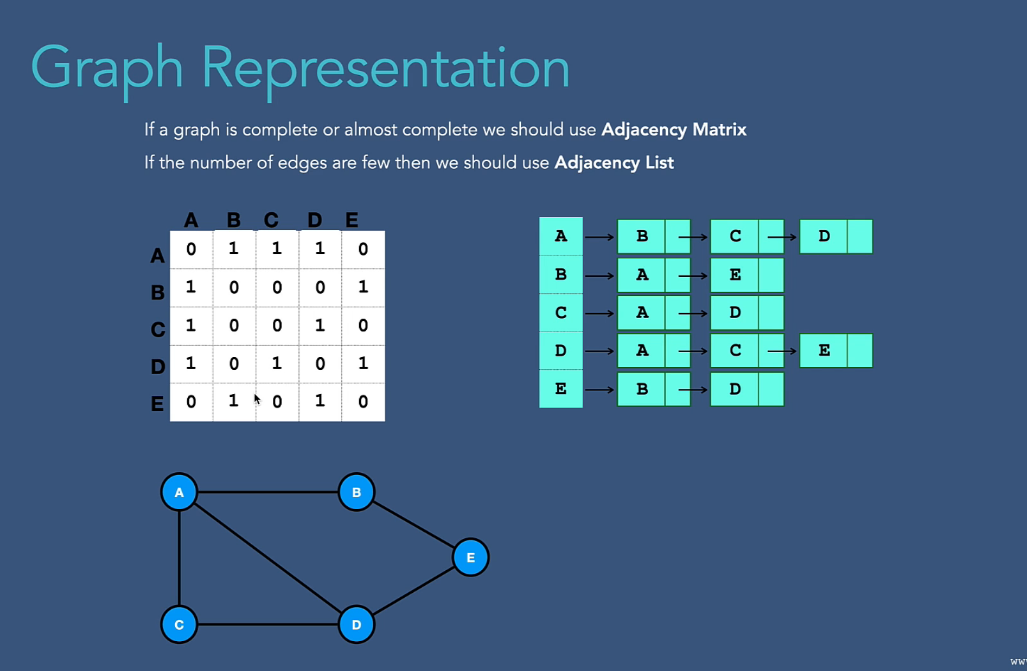 Graph Representation
If a graph is complete or almost complete we should use Adjacency Matrix
If the number of edges are few then we should use Adjacency List
A B C D E
A 0 1 1 1 0
B 1 0 0 0 1
C 1 0 0 1 0
D 1 0 1 0 1
E 0 1 0 1 0
A B C D
B A E
C A D
D A C E
E B D
A B
E
C D